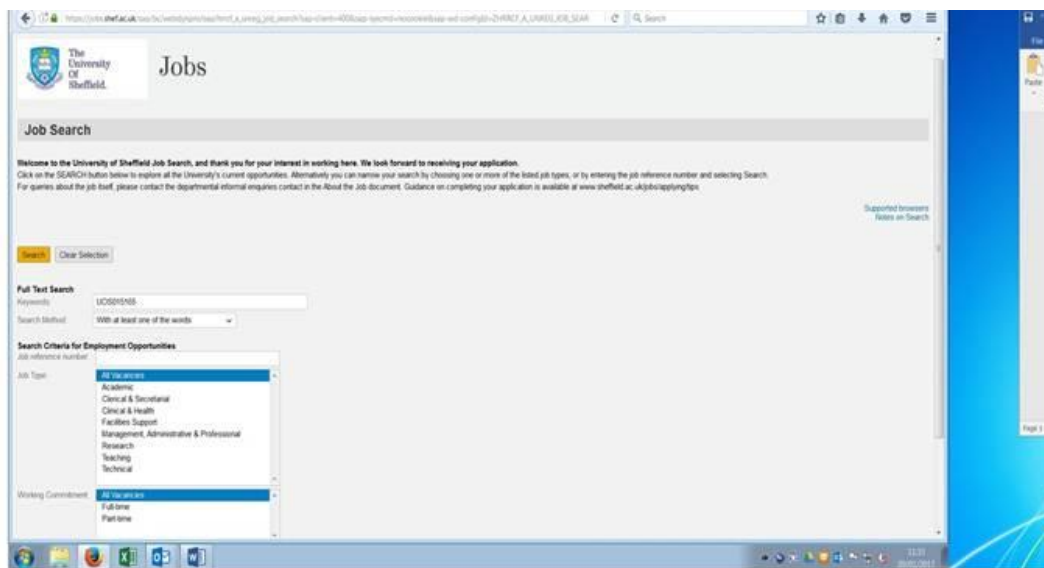 Search
File
The
University
Of
Sheffield.
Jobs
Paste
Job Search
Welcome to the University of Sheffield Job Search, and thank you for your interest in working here. We look forward to receiving your application.
Click on the SEARCH button below to explore all the University's current opportunities. Alternatively you can narrow your search by choosing one or more of the listed job types, or by entering the job reference number and selecting Search.
For queries about the job itself, please contact the departmental informal enquiries contact in the About the Job document. Guidance on completing your application is available at www.sheffield.ac.uk/jobs/applying/tips
Supported browsers
Notes on Search
Search Clear Selection
Full Text Search
Keywords:
Search Method: With at least one of the words
Search Criteria for Employment Opportunities
Job reference number:
Job Type: All Vacancies
Academic
Clerical & Secretarial
Clinical & Health
Facilities Support
Management, Administrative & Professional
Research
Teaching
Technical
Page 1
Working Commitment: All Vacancies
Full-time
Part-time